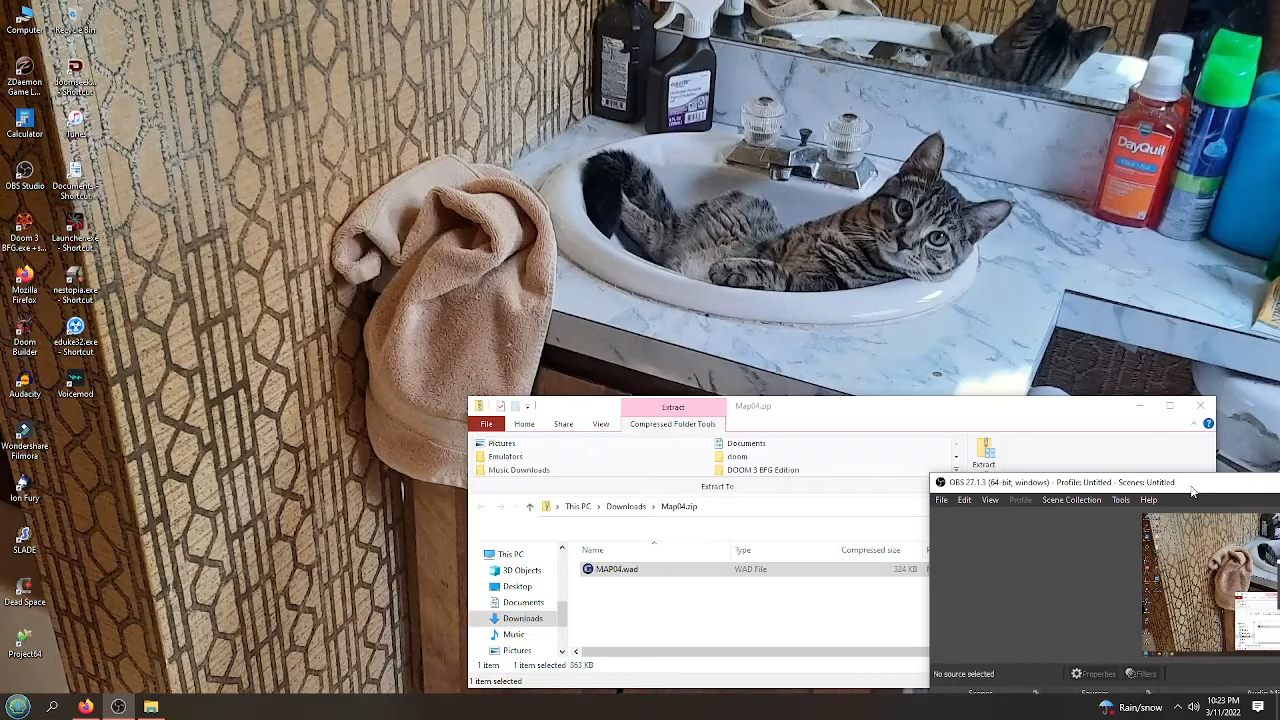 Compute
Recycle Bin
ZDaemon
Game L...
doomseek...
- Shortcut
Calculator
iTunes
OBS Studio
Documents -
Shortcut
Doom 3
BFG.exe +s...
Launcher.exe
- Shortcut
Mozilla
Firefox
nestopia.exe
- Shortcut
Doom
Builder
eduke32.exe
- Shortcut
Audacity
Voicemod
Wondershare
Filmora
Ion Fury
SLADE
Dead Space
Project64
equate
DayQuil
Extract
Map04.zip
File
Home
Share
View
Compressed Folder Tools
Pictures
Documents
Emulators
doom
Music Downloads
DOOM 3 BFG Edition
Extract
Extract To
This PC
Downloads
Map04.zip
Name
Type
Compressed size
This PC
3D Objects
Desktop
Documents
Downloads
Music
Pictures
MAP04.wad
WAD File
324 KB
1 item
1 item selected
863 KB
1 item selected
OBS 27.1.3 (64-bit, windows) - Profile: Untitled - Scenes: Untitled
File
Edit
View
Profile
Scene Collection
Tools
Help
No source selected
Properties
Filters
Rain/snow
10:23 PM
3/11/2022